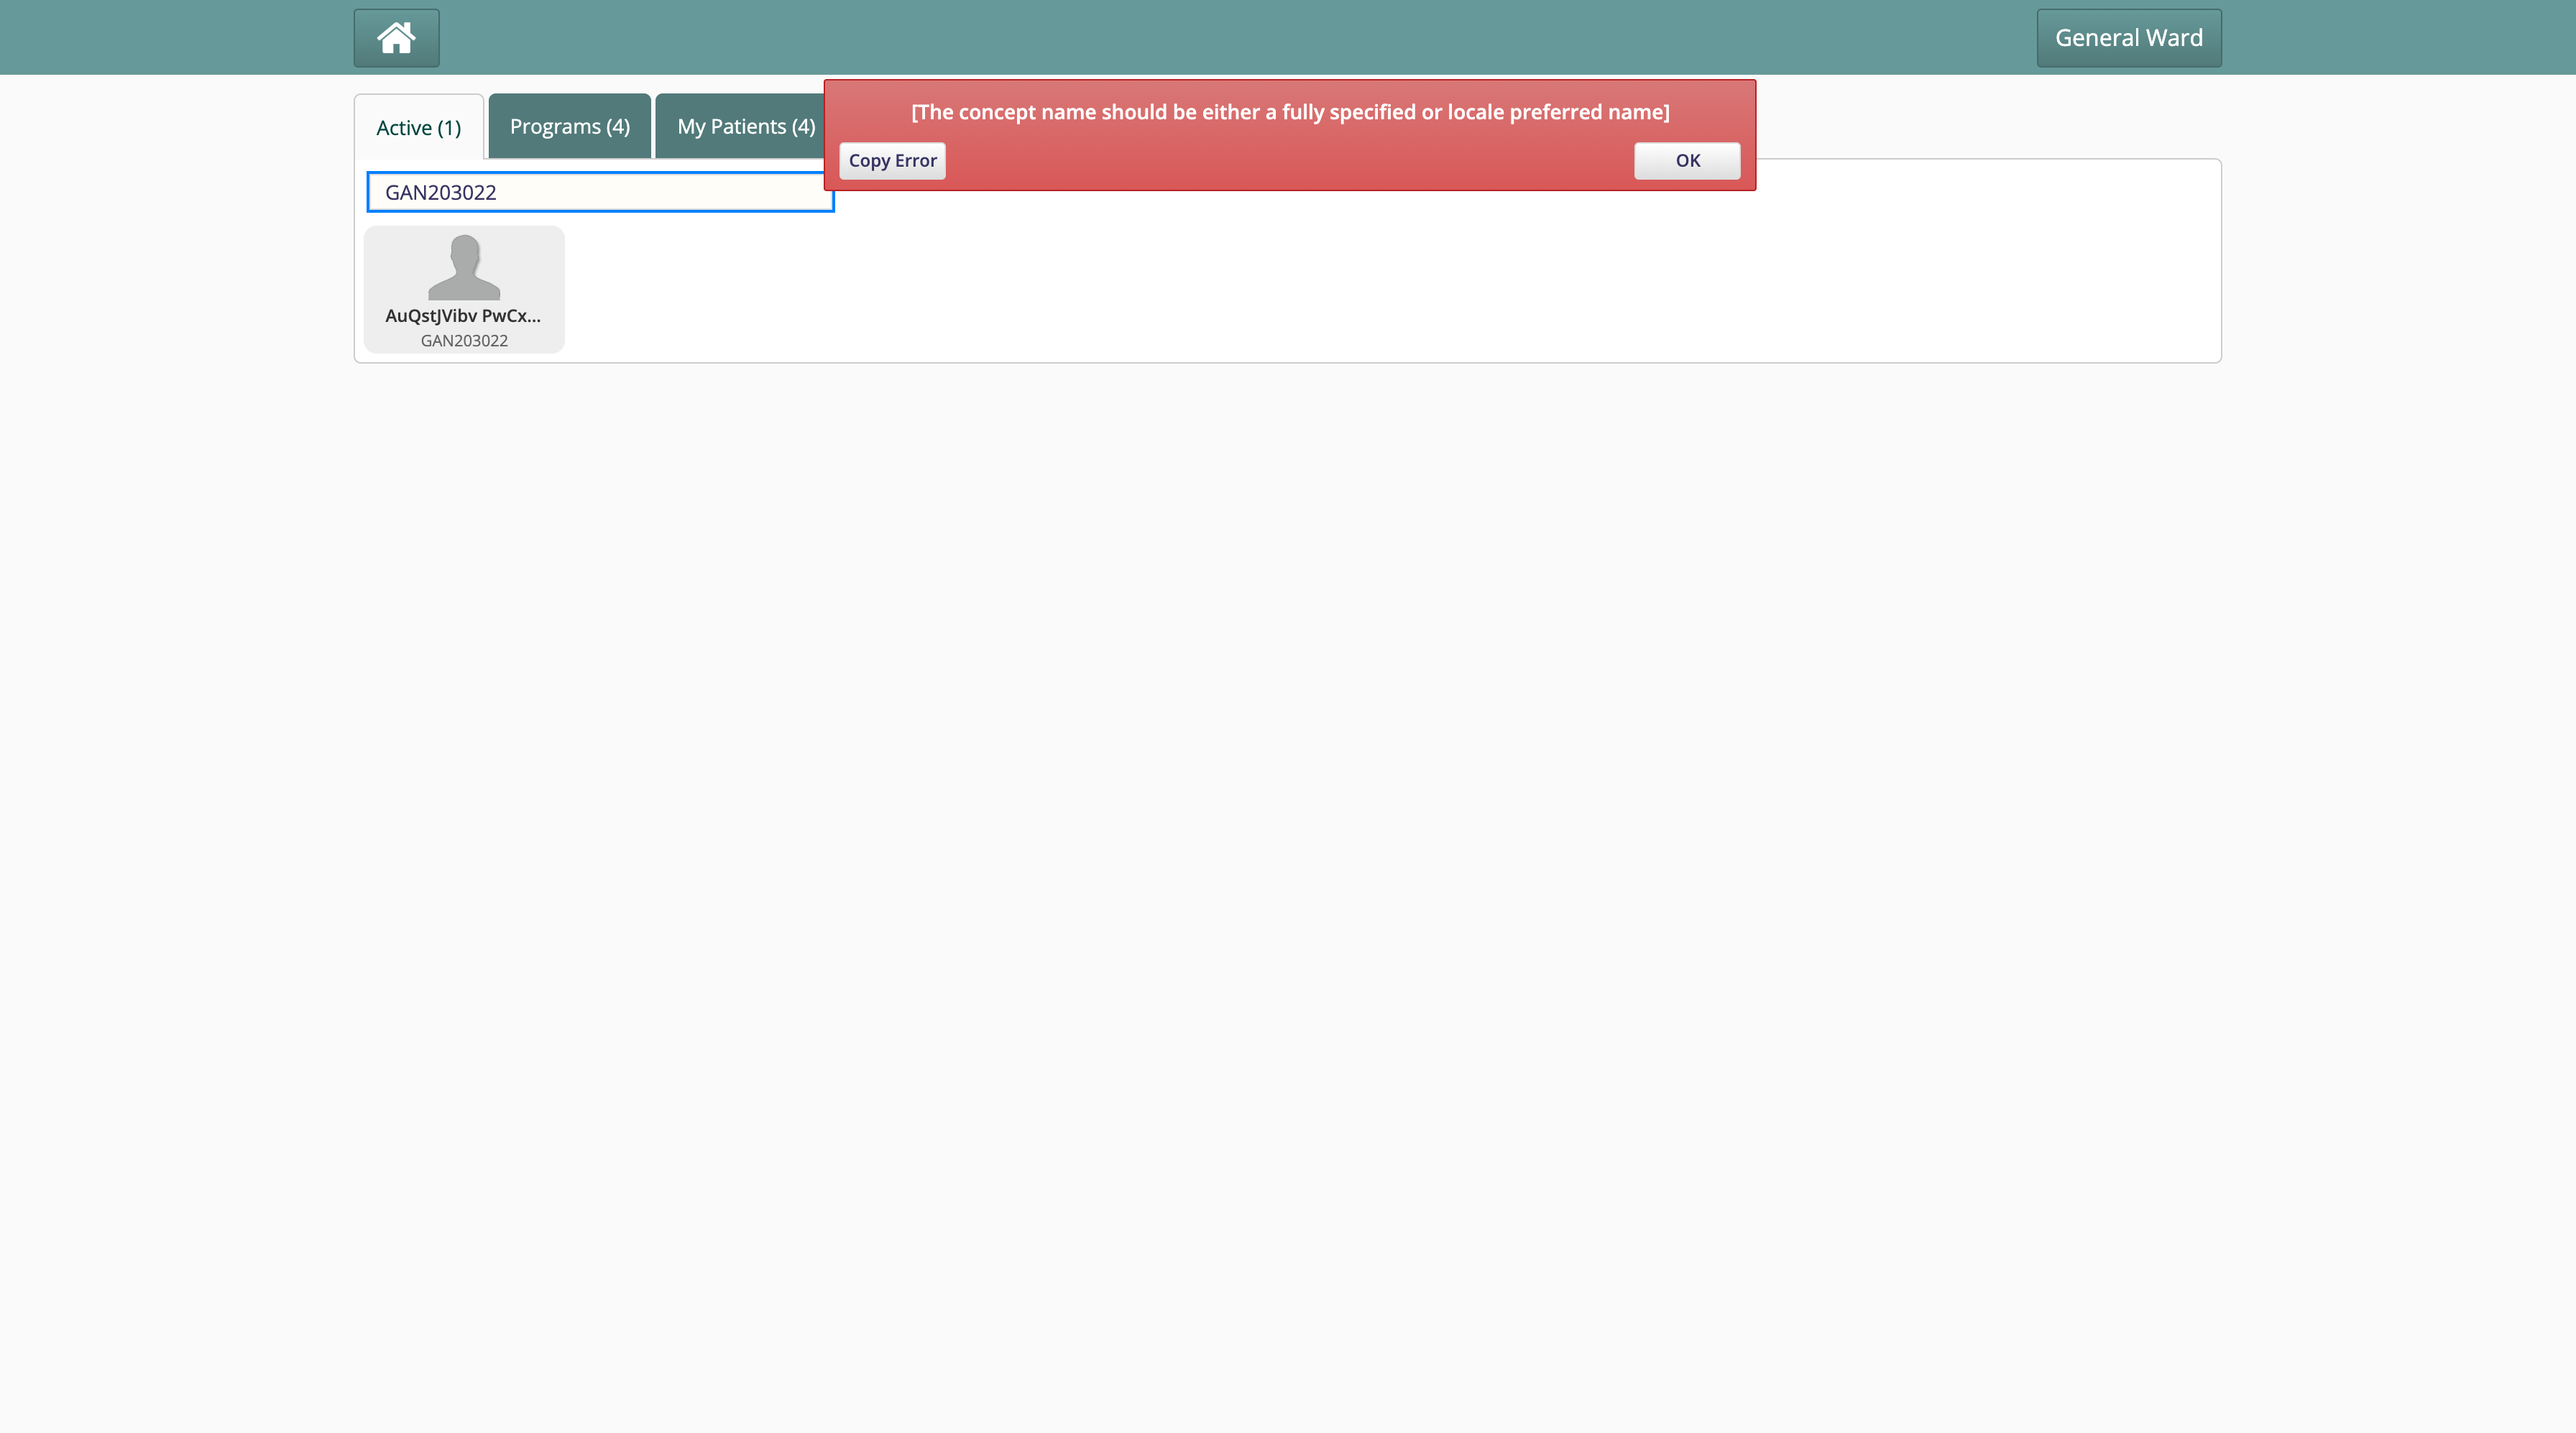 General Ward
Active (1)
Programs (4)
My Patients (4)
[The concept name should be either a fully specified or locale preferred name]
Copy Error
OK
GAN203022
AuQstJVibv PwCx...
GAN203022